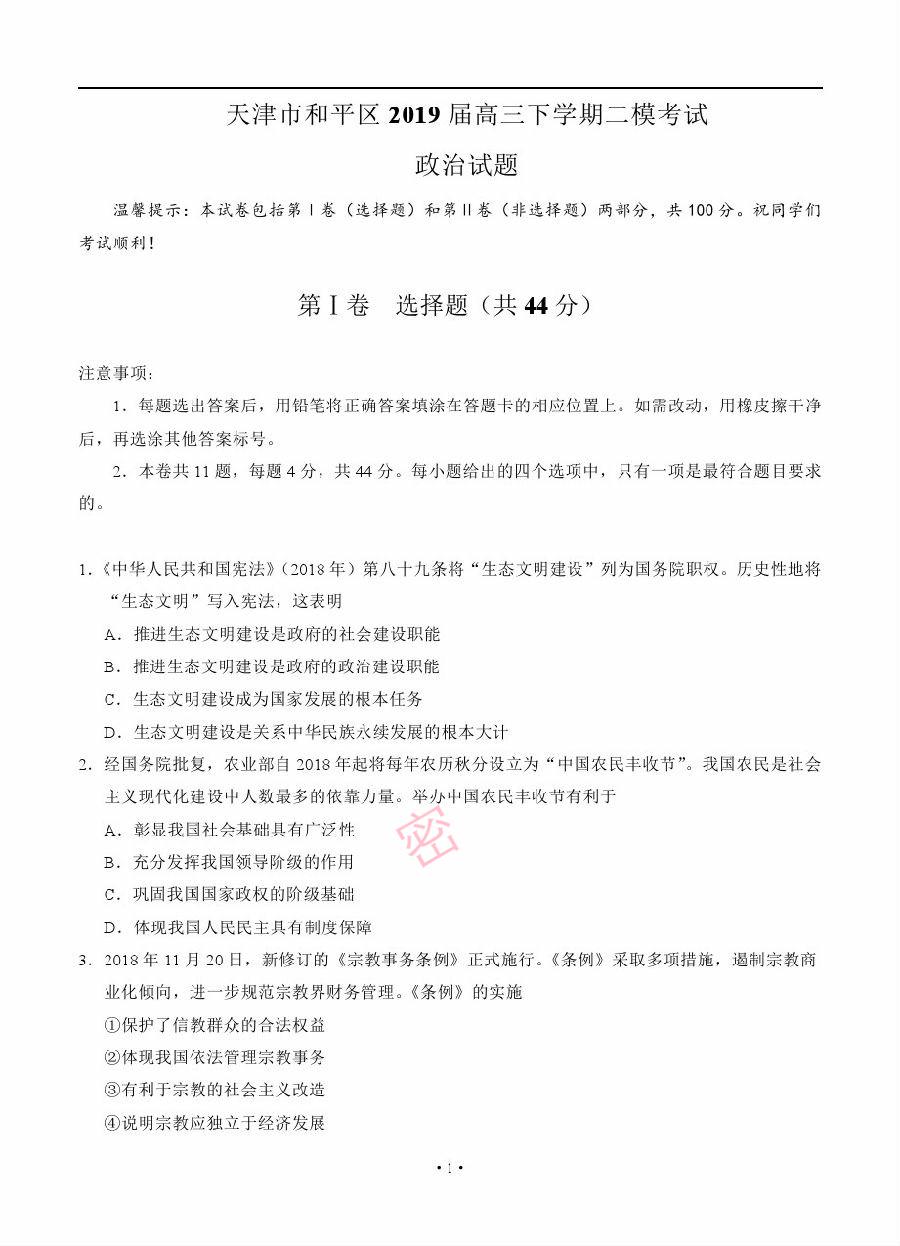 天津市和平区 2019 届高三下学期二模考试
政治试题
温馨提示：本试卷包括第Ⅰ卷（选择题）和第Ⅱ卷（非选择题）两部分，共 100 分。祝同学们
考试顺利！
第Ⅰ卷　选择题（共 44 分）
注意事项：
1．每题选出答案后，用铅笔将正确答案填涂在答题卡的相应位置上。如需改动，用橡皮擦干净
后，再选涂其他答案标号。
2．本卷共 11 题，每题 4 分，共 44 分。每小题给出的四个选项中，只有一项是最符合题目要求
的。
1．《中华人民共和国宪法》（2018 年）第八十九条将“生态文明建设”列为国务院职权。历史性地将
“生态文明”写入宪法，这表明
A．推进生态文明建设是政府的社会建设职能
B．推进生态文明建设是政府的政治建设职能
C．生态文明建设成为国家发展的根本任务
D．生态文明建设是关系中华民族永续发展的根本大计
2．经国务院批复，农业部自 2018 年起将每年农历秋分设立为“中国农民丰收节”。我国农民是社会
主义现代化建设中人数最多的依靠力量。举办中国农民丰收节有利于
A．彰显我国社会基础具有广泛性
B．充分发挥我国领导阶级的作用
C．巩固我国国家政权的阶级基础
D．体现我国人民民主具有制度保障
密
3．2018 年 11 月 20 日，新修订的《宗教事务条例》正式施行。《条例》采取多项措施，遏制宗教商
业化倾向，进一步规范宗教界财务管理。《条例》的实施
①保护了信教群众的合法权益
②体现我国依法管理宗教事务
③有利于宗教的社会主义改造
④说明宗教应独立于经济发展
·1·